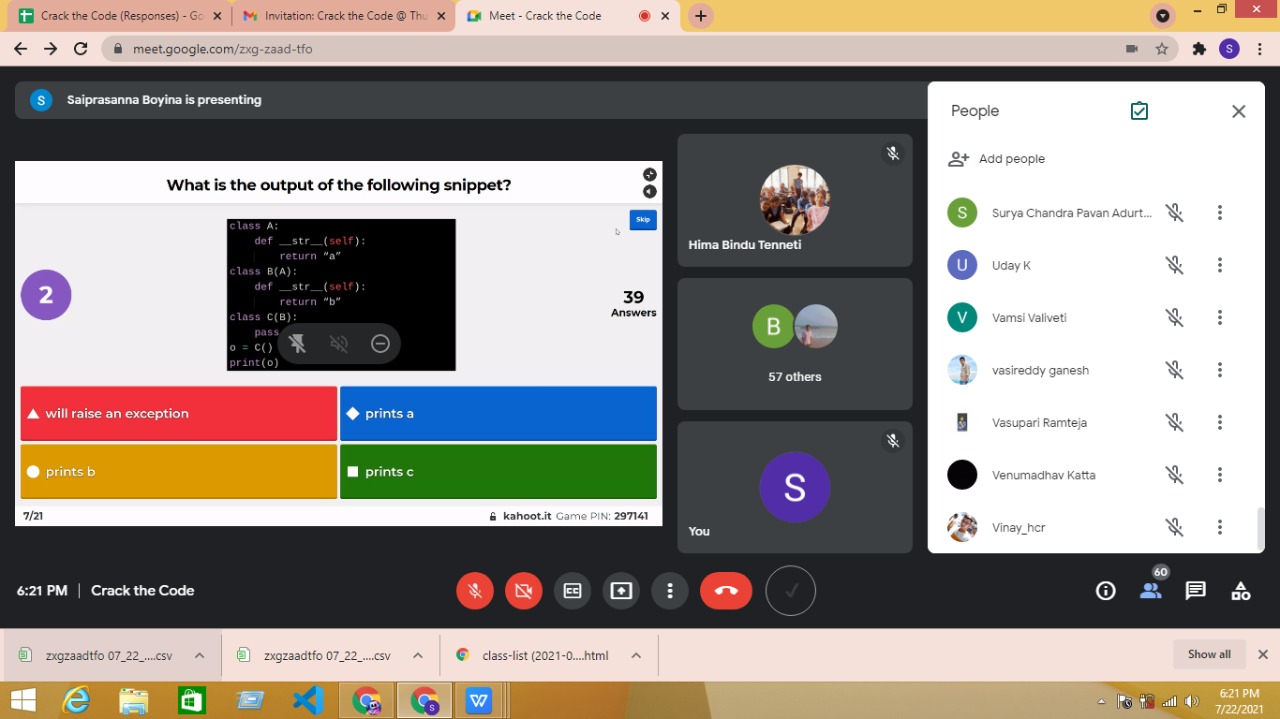 Crack the Code (Responses) - Go
Invitation: Crack the Code @ Thu
Meet - Crack the Code
meet.google.com/zxg-zaad-tfo
S
S
Saiprasanna Boyina is presenting
What is the output of the following snippet?
Skip
class A:
def __str__(self):
return “a”
class B(A):
def __str__(self):
return “b”
class C(B):
pass
o = C()
print(o)
2
39
Answers
will raise an exception
prints a
prints b
prints c
7/21
kahoot.it Game PIN: 297141
Hima Bindu Tenneti
B
57 others
S
You
People
Add people
S
Surya Chandra Pavan Adurt...
U
Uday K
V
Vamsi Valiveti
vasireddy ganesh
Vasupari Ramteja
Venumadhav Katta
Vinay_hcr
6:21 PM | Crack the Code
CC
60
zxgzaadtfo 07_22_....csv
zxgzaadtfo 07_22_....csv
class-list (2021-0....html
Show all
S
W
6:21 PM
7/22/2021